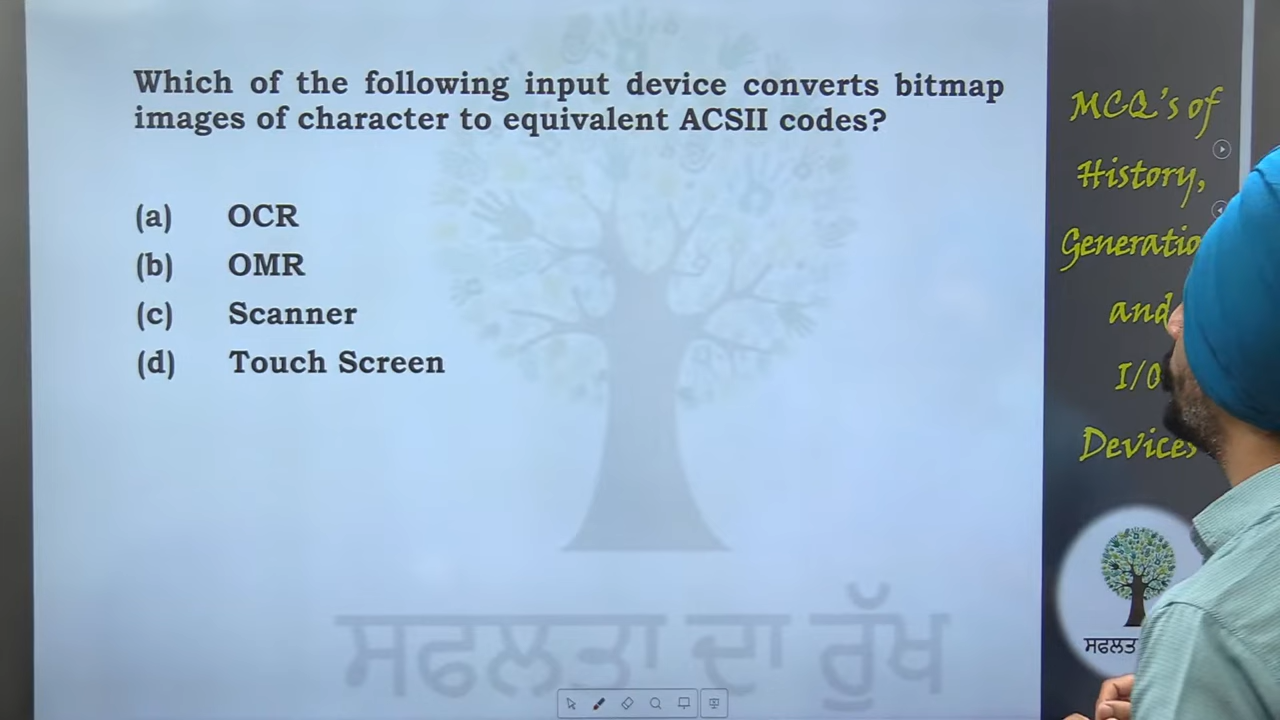 Which of the following input device converts bitmap
images of character to equivalent ACSII codes?
(a) OCR
(b) OMR
(c) Scanner
(d) Touch Screen
ਸਫਲਤਾ ਦਾ ਰੁੱਖ
MCQ's of
History,
and
I/O
Devices